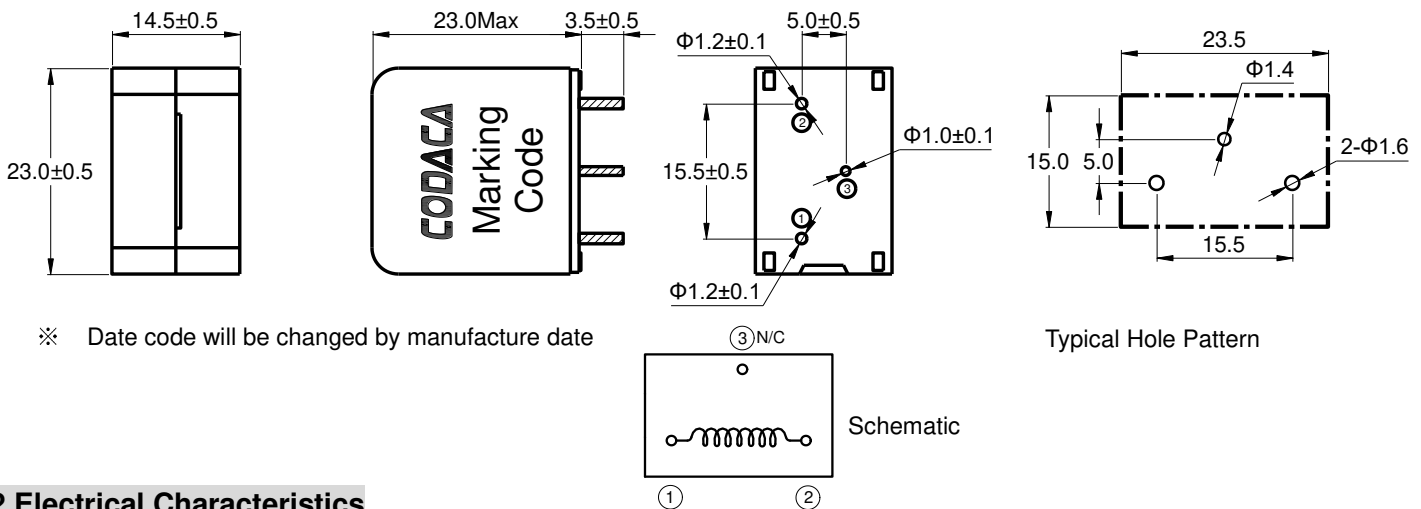 14.5±0.5
23.0±0.5
23.0Max
3.5±0.5
CODACA
Marking
Code
5.0±0.5
Φ1.2±0.1
②
15.5±0.5
Φ1.0±0.1
③
①
Φ1.2±0.1
23.5
Φ1.4
15.0
5.0
2-Φ1.6
15.5
※ Date code will be changed by manufacture date
③ N/C
Typical Hole Pattern
Schematic
① ②
2 Electrical Characteristics